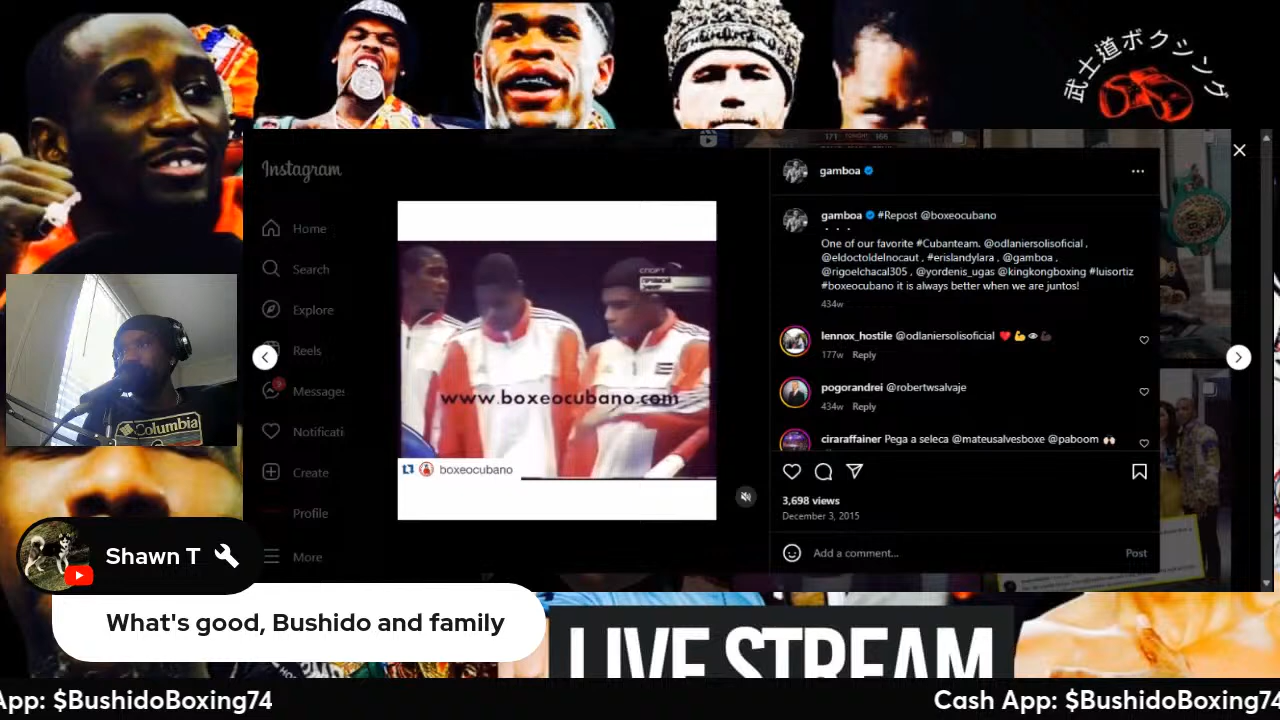 武士道ボクシング
Instagram
Home
Search
Explore
Reels
Messages
Notificati
Create
Profile
More
СПОРТ
www.boxeocubano.com
boxeocubano
gamboa
gamboa #Repost @boxeocubano
・・・
One of our favorite #Cubanteam. @odlaniersolisoficial ,
@eldoctoldelnocaut , #erislandylara , @gamboa ,
@rigoelchacal305 , @yordenis_ugas @kingkongboxing #luisortiz
#boxeocubano it is always better when we are juntos!
434w
lennox_hostile @odlaniersolisoficial ❤️💪👁💪🏿
177w Reply
pogorandrei @robertwsalvaje
434w Reply
ciraraffainer Pega a seleca @mateusalvesboxe @paboom 🙌🏻
3,698 views
December 3, 2015
Add a comment...
Post
Columbia
Shawn T
What's good, Bushido and family
LIVE STREAM
App: $BushidoBoxing74
Cash App: $BushidoBoxing74